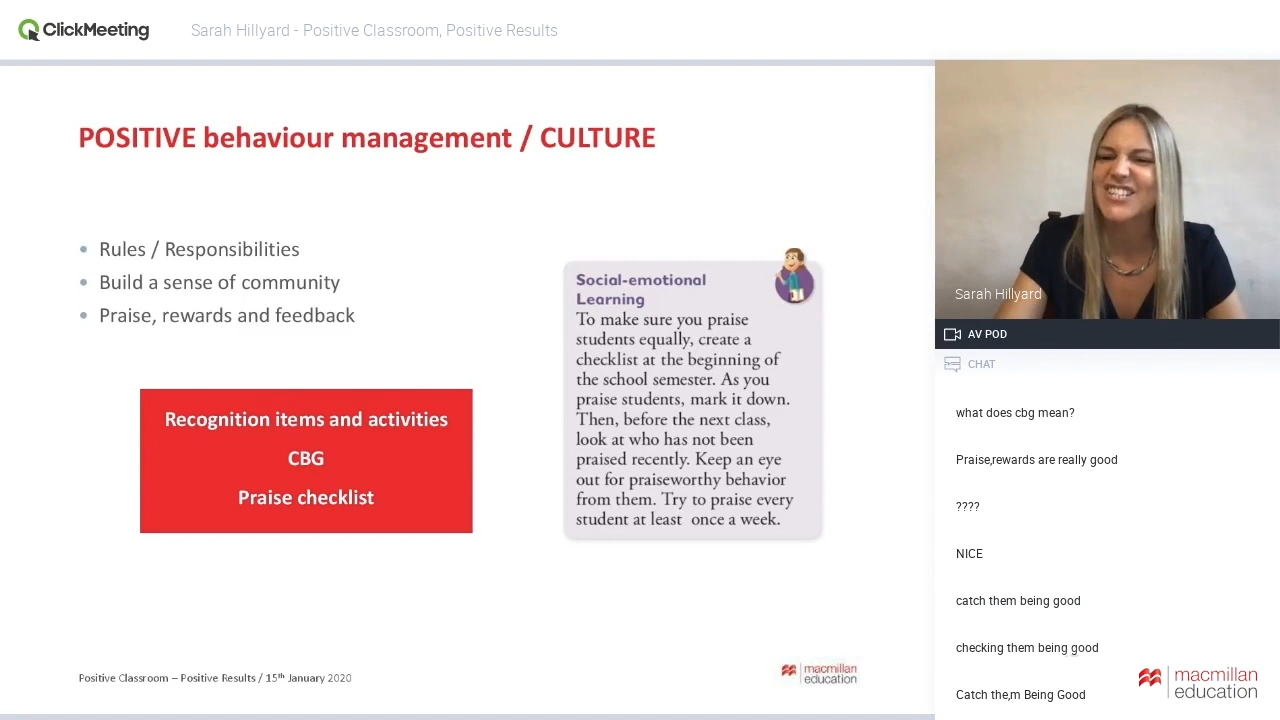 ClickMeeting
Sarah Hillyard - Positive Classroom, Positive Results
POSITIVE behaviour management / CULTURE
• Rules / Responsibilities
• Build a sense of community
• Praise, rewards and feedback
Recognition items and activities
CBG
Praise checklist
Social-emotional
Learning
To make sure you praise
students equally, create a
checklist at the beginning of
the school semester. As you
praise students, mark it down.
Then, before the next class,
look at who has not been
praised recently. Keep an eye
out for praiseworthy behavior
from them. Try to praise every
student at least once a week.
Positive Classroom – Positive Results / 15th January 2020
macmillan
education
Sarah Hillyard
AV POD
CHAT
what does cbg mean?
Praise,rewards are really good
????
NICE
catch them being good
checking them being good
Catch the,m Being Good
macmillan
education